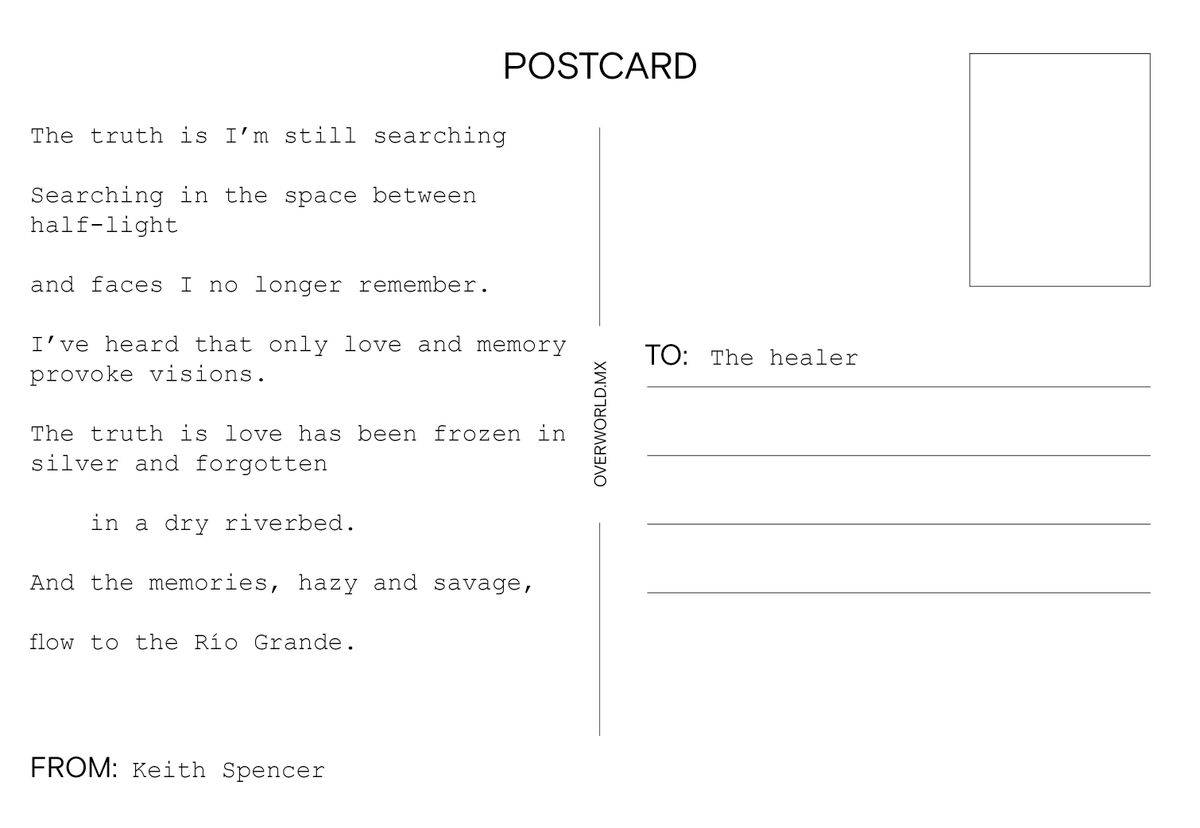 POSTCARD
The truth is I’m still searching
Searching in the space between
half-light
and faces I no longer remember.
I’ve heard that only love and memory
provoke visions.
The truth is love has been frozen in
silver and forgotten
in a dry riverbed.
And the memories, hazy and savage,
flow to the Río Grande.
FROM: Keith Spencer
OVERWORLD.MX
TO: The healer